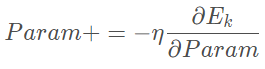 Param+ = −η ∂E_k / ∂Param